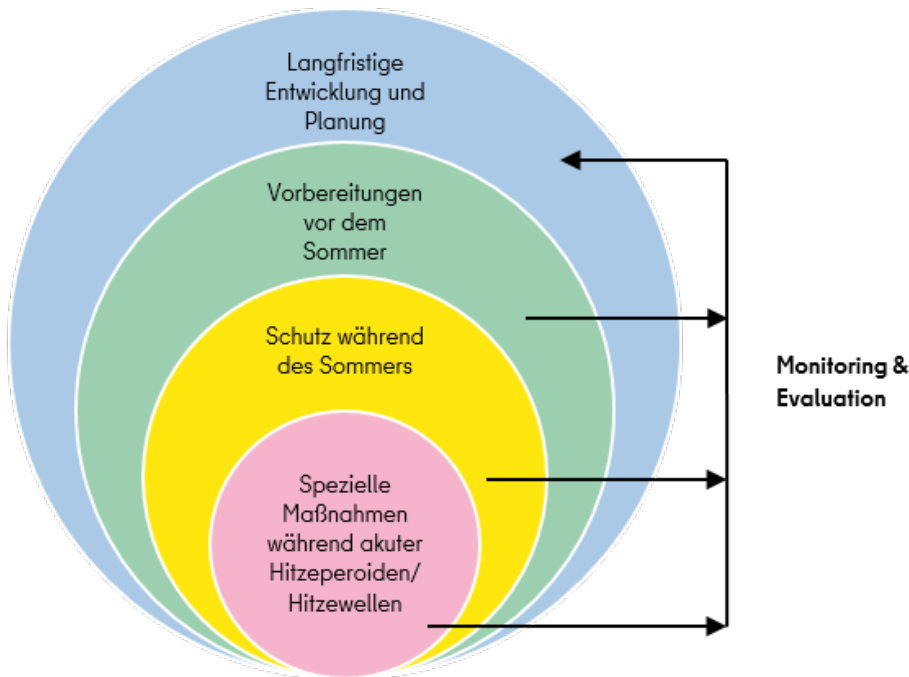 Langfristige
Entwicklung und
Planung
Vorbereitungen
vor dem
Sommer
Schutz während
des Sommers
Spezielle
Maßnahmen
während akuter
Hitzeperoiden/
Hitzewellen
Monitoring &
Evaluation